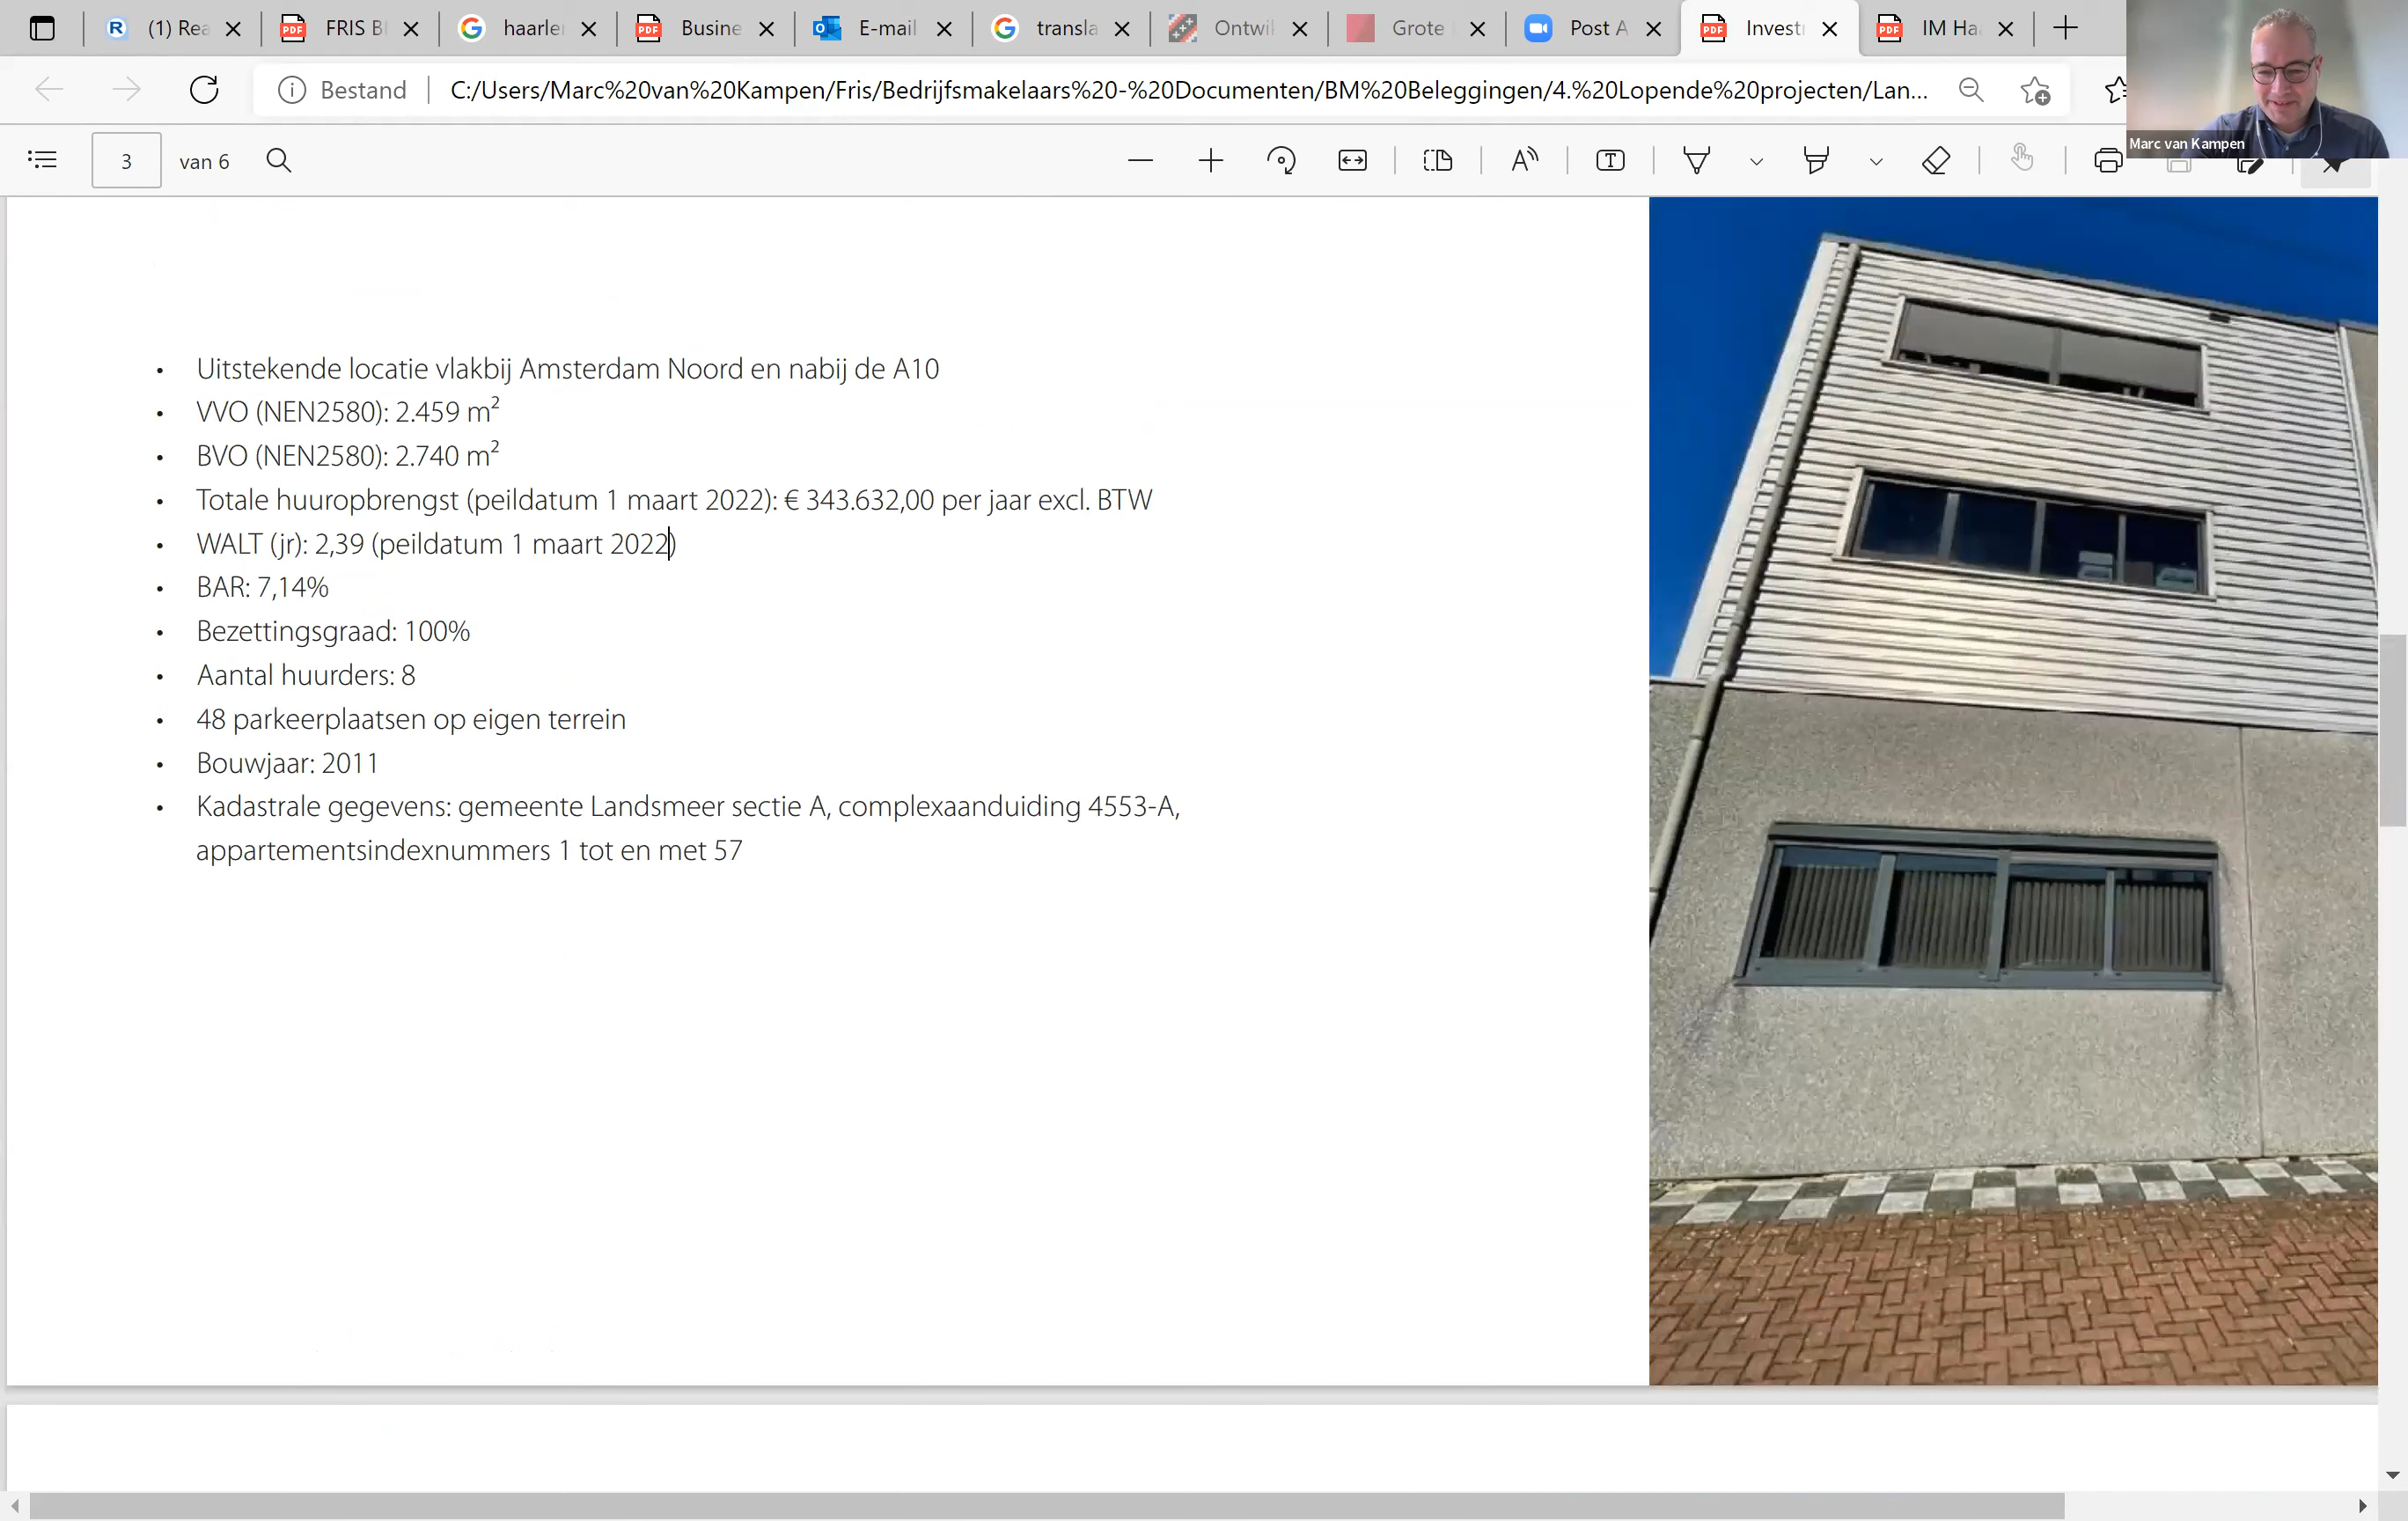 (1) Rea
FRIS B
haarle
Busine
E-mail
transla
Ontwi
Grote
Post A
Invest
IM Ha
Bestand
C:/Users/Marc%20van%20Kampen/Fris/Bedrijfsmakelaars%20-%20Documenten/BM%20Beleggingen/4.%20Lopende%20projecten/Lan...
Marc van Kampen
3 van 6
• Uitstekende locatie vlakbij Amsterdam Noord en nabij de A10
• VVO (NEN2580): 2.459 m²
• BVO (NEN2580): 2.740 m²
• Totale huuropbrengst (peildatum 1 maart 2022): € 343.632,00 per jaar excl. BTW
• WALT (jr): 2,39 (peildatum 1 maart 2022)
• BAR: 7,14%
• Bezettingsgraad: 100%
• Aantal huurders: 8
• 48 parkeerplaatsen op eigen terrein
• Bouwjaar: 2011
• Kadastrale gegevens: gemeente Landsmeer sectie A, complexaanduiding 4553-A,
appartementsindexnummers 1 tot en met 57